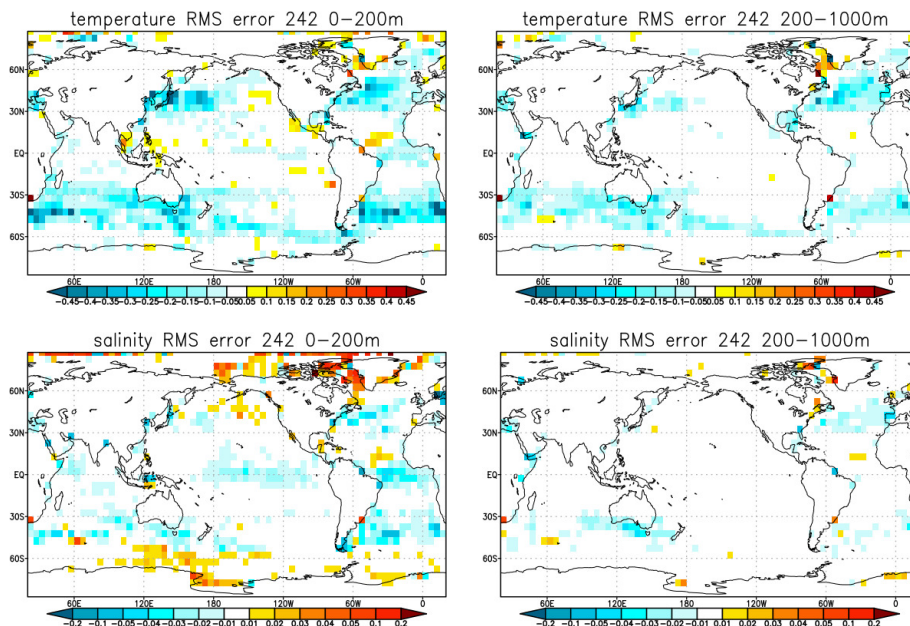 temperature RMS error 242 0-200m
60N
30N
EQ
30S
60S
60E 120E 180 120W 60W 0
-0.45-0.4-0.35-0.3-0.25-0.2-0.15-0.1-0.050.05 0.1 0.15 0.2 0.25 0.3 0.35 0.4 0.45
temperature RMS error 242 200-1000m
60N
30N
EQ
30S
60S
60E 120E 180 120W 60W 0
-0.45-0.4-0.35-0.3-0.25-0.2-0.15-0.1-0.050.05 0.1 0.15 0.2 0.25 0.3 0.35 0.4 0.45
salinity RMS error 242 0-200m
60N
30N
EQ
30S
60S
60E 120E 180 120W 60W 0
-0.2 -0.1 -0.05-0.04-0.03-0.02-0.01 0.01 0.02 0.03 0.04 0.05 0.1 0.2
salinity RMS error 242 200-1000m
60N
30N
EQ
30S
60S
60E 120E 180 120W 60W 0
-0.2 -0.1 -0.05-0.04-0.03-0.02-0.01 0.01 0.02 0.03 0.04 0.05 0.1 0.2